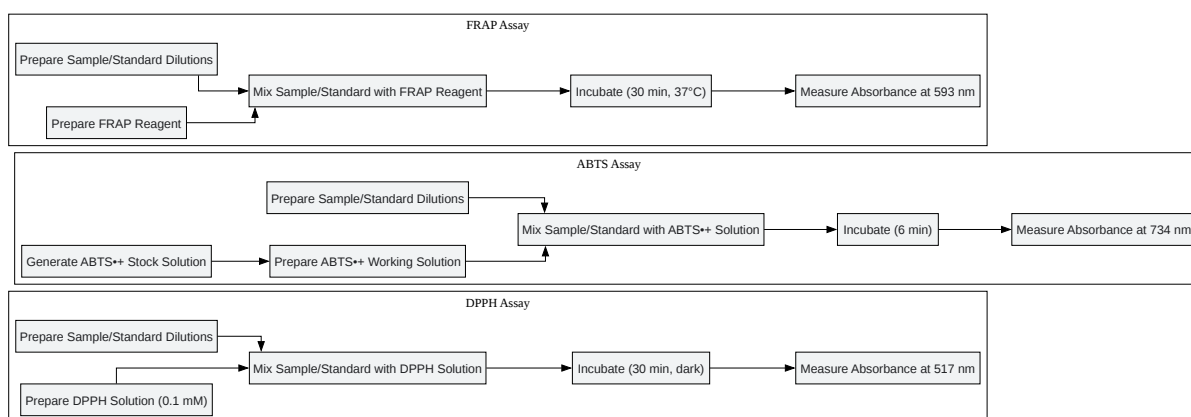 FRAP Assay
Prepare Sample/Standard Dilutions
Mix Sample/Standard with FRAP Reagent
Incubate (30 min, 37°C)
Measure Absorbance at 593 nm
Prepare FRAP Reagent
ABTS Assay
Prepare Sample/Standard Dilutions
Mix Sample/Standard with ABTS•+ Solution
Incubate (6 min)
Measure Absorbance at 734 nm
Generate ABTS•+ Stock Solution
Prepare ABTS•+ Working Solution
DPPH Assay
Prepare Sample/Standard Dilutions
Mix Sample/Standard with DPPH Solution
Incubate (30 min, dark)
Measure Absorbance at 517 nm
Prepare DPPH Solution (0.1 mM)